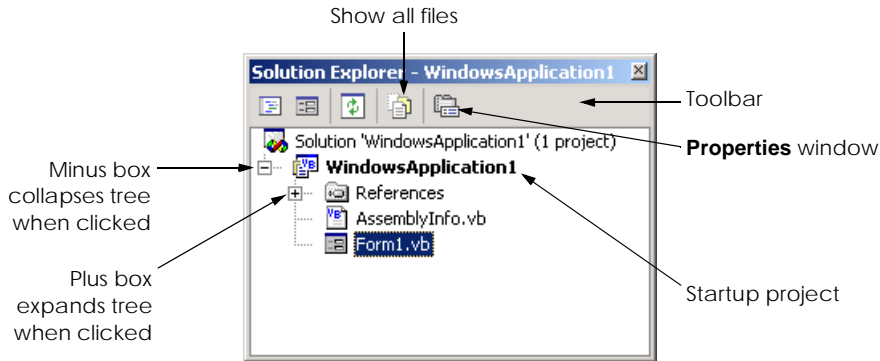 Show all files
Solution Explorer - WindowsApplication1
Toolbar
Solution 'WindowsApplication1' (1 project)
Properties window
Minus box
collapses tree
when clicked
WindowsApplication1
References
AssemblyInfo.vb
Form1.vb
Plus box
expands tree
when clicked
Startup project